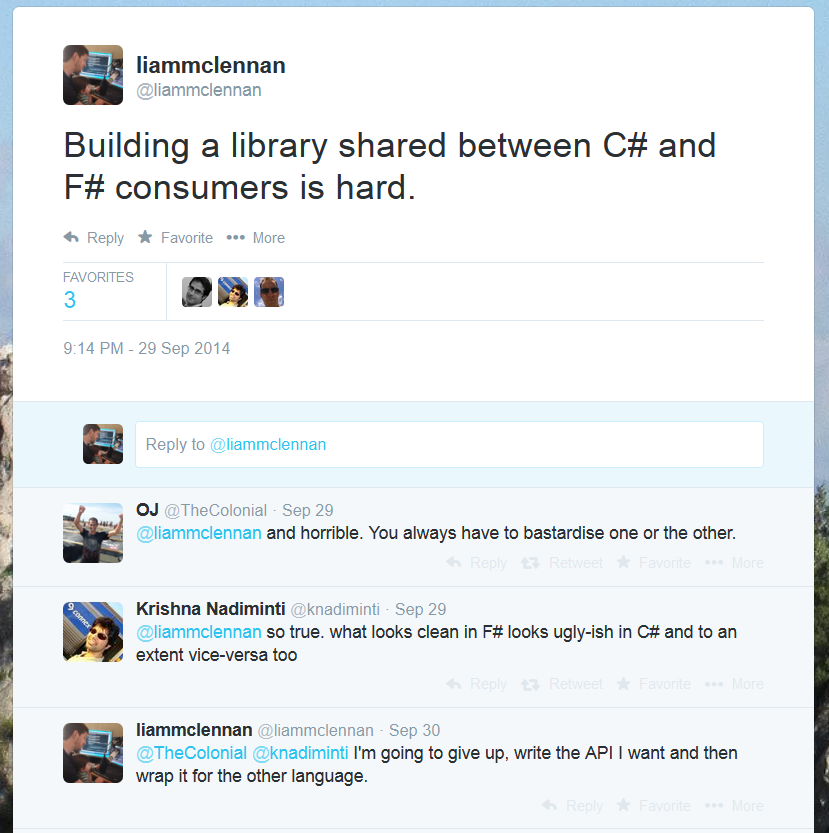 liammclennan
@liammclennan
Building a library shared between C# and
F# consumers is hard.
Reply Favorite More
FAVORITES
3
9:14 PM - 29 Sep 2014
Reply to @liammclennan
OJ @TheColonial · Sep 29
@liammclennan and horrible. You always have to bastardise one or the other.
Reply Retweet Favorite More
Krishna Nadiminti @knadiminti · Sep 29
@liammclennan so true. what looks clean in F# looks ugly-ish in C# and to an
extent vice-versa too
Reply Retweet Favorite More
liammclennan @liammclennan · Sep 30
@TheColonial @knadiminti I'm going to give up, write the API I want and then
wrap it for the other language.
Reply Favorite More